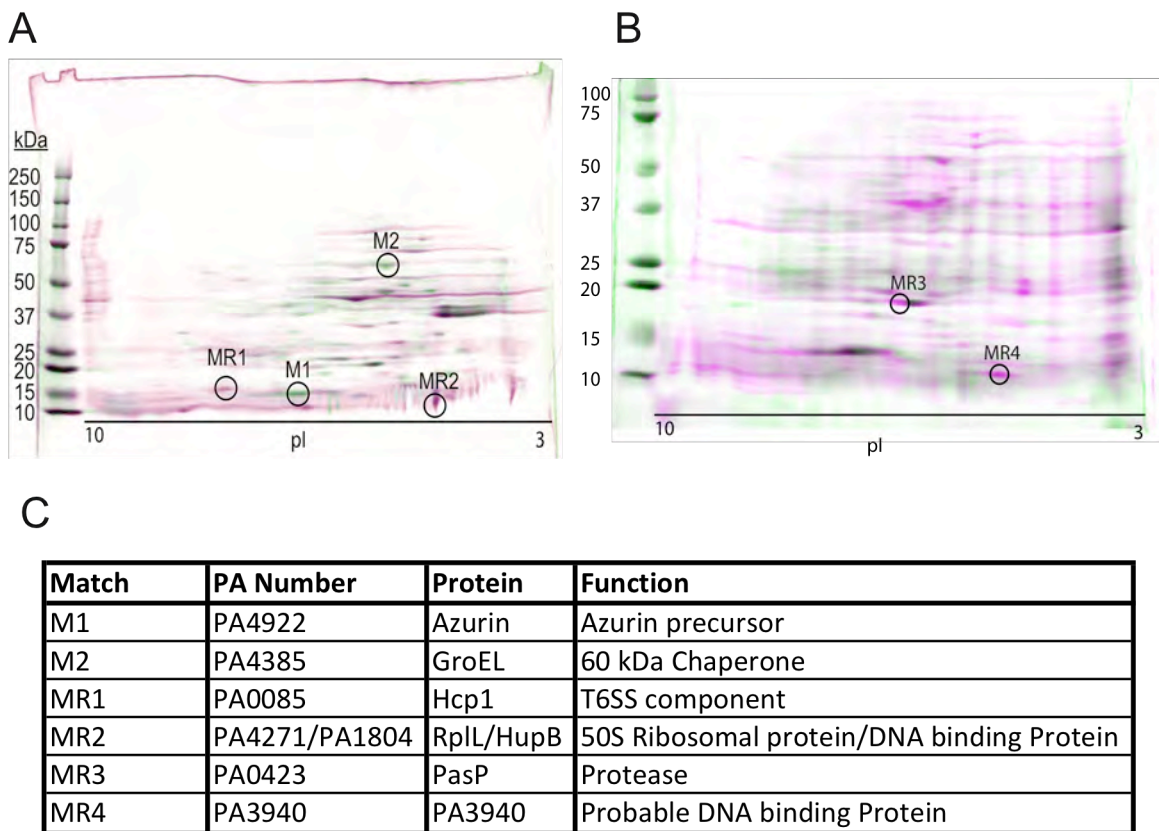 A
B
kDa
250
150
100
75
50
37
25
20
15
10
M2
MR1
M1
MR2
10
pI
3
100
75
50
37
25
20
15
10
MR3
MR4
10
pI
3
C
Match PA Number Protein Function
M1 PA4922 Azurin Azurin precursor
M2 PA4385 GroEL 60 kDa Chaperone
MR1 PA0085 Hcp1 T6SS component
MR2 PA4271/PA1804 RplL/HupB 50S Ribosomal protein/DNA binding Protein
MR3 PA0423 PasP Protease
MR4 PA3940 PA3940 Probable DNA binding Protein